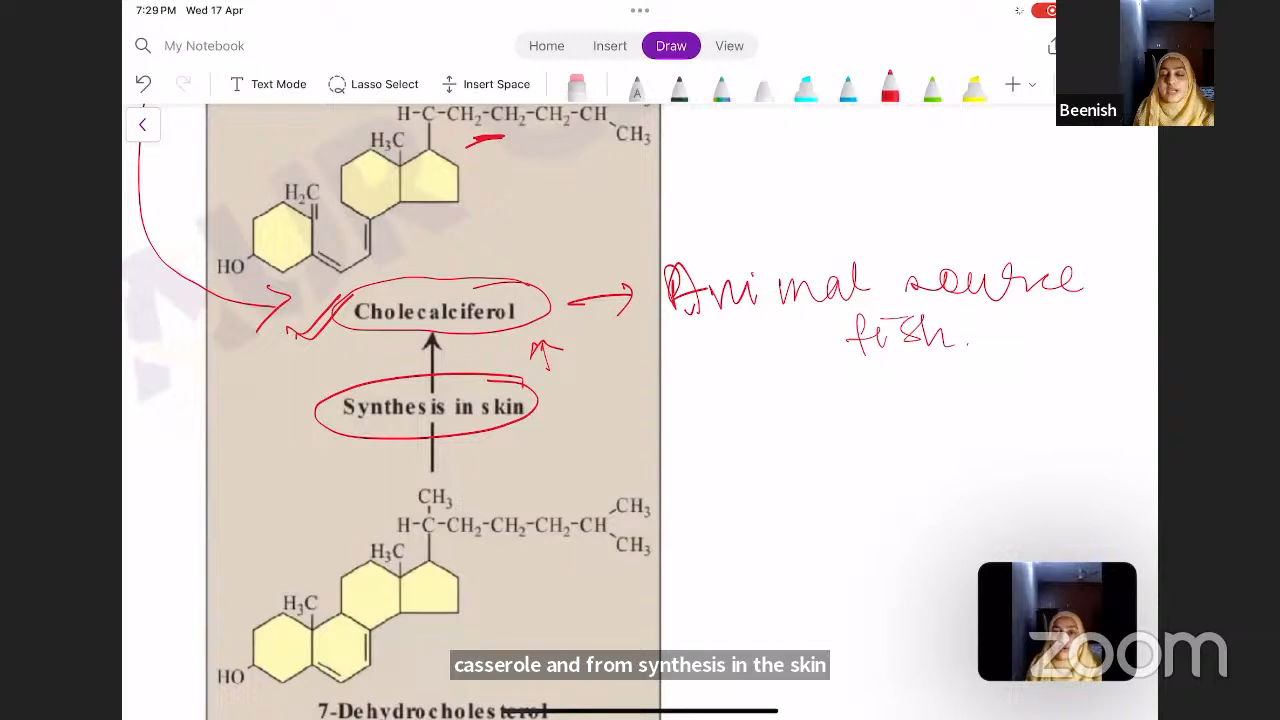 7:29 PM Wed 17 Apr
My Notebook
Home Insert Draw View
Text Mode Lasso Select Insert Space
Beenish
H-C-CH2-CH2-CH2-CH
CH3
H3C
H2C
HO
Cholecalciferol
Animal source
fish.
Synthesis in skin
CH3
CH3
H-C-CH2-CH2-CH2-CH
CH3
H3C
H3C
HO
casserole and from synthesis in the skin
zoom
7-Dehydrocholesterol